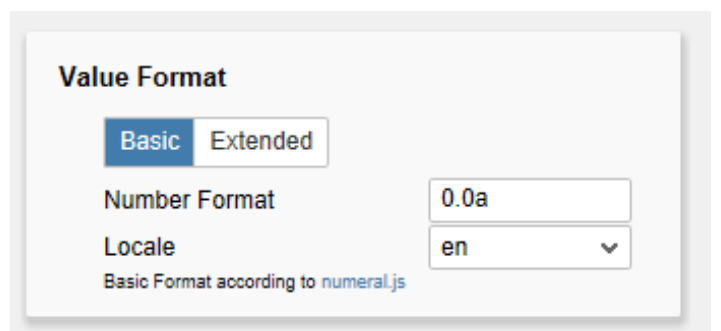 Value Format
Basic Extended
Number Format 0.0a
Locale en
Basic Format according to numeral.js